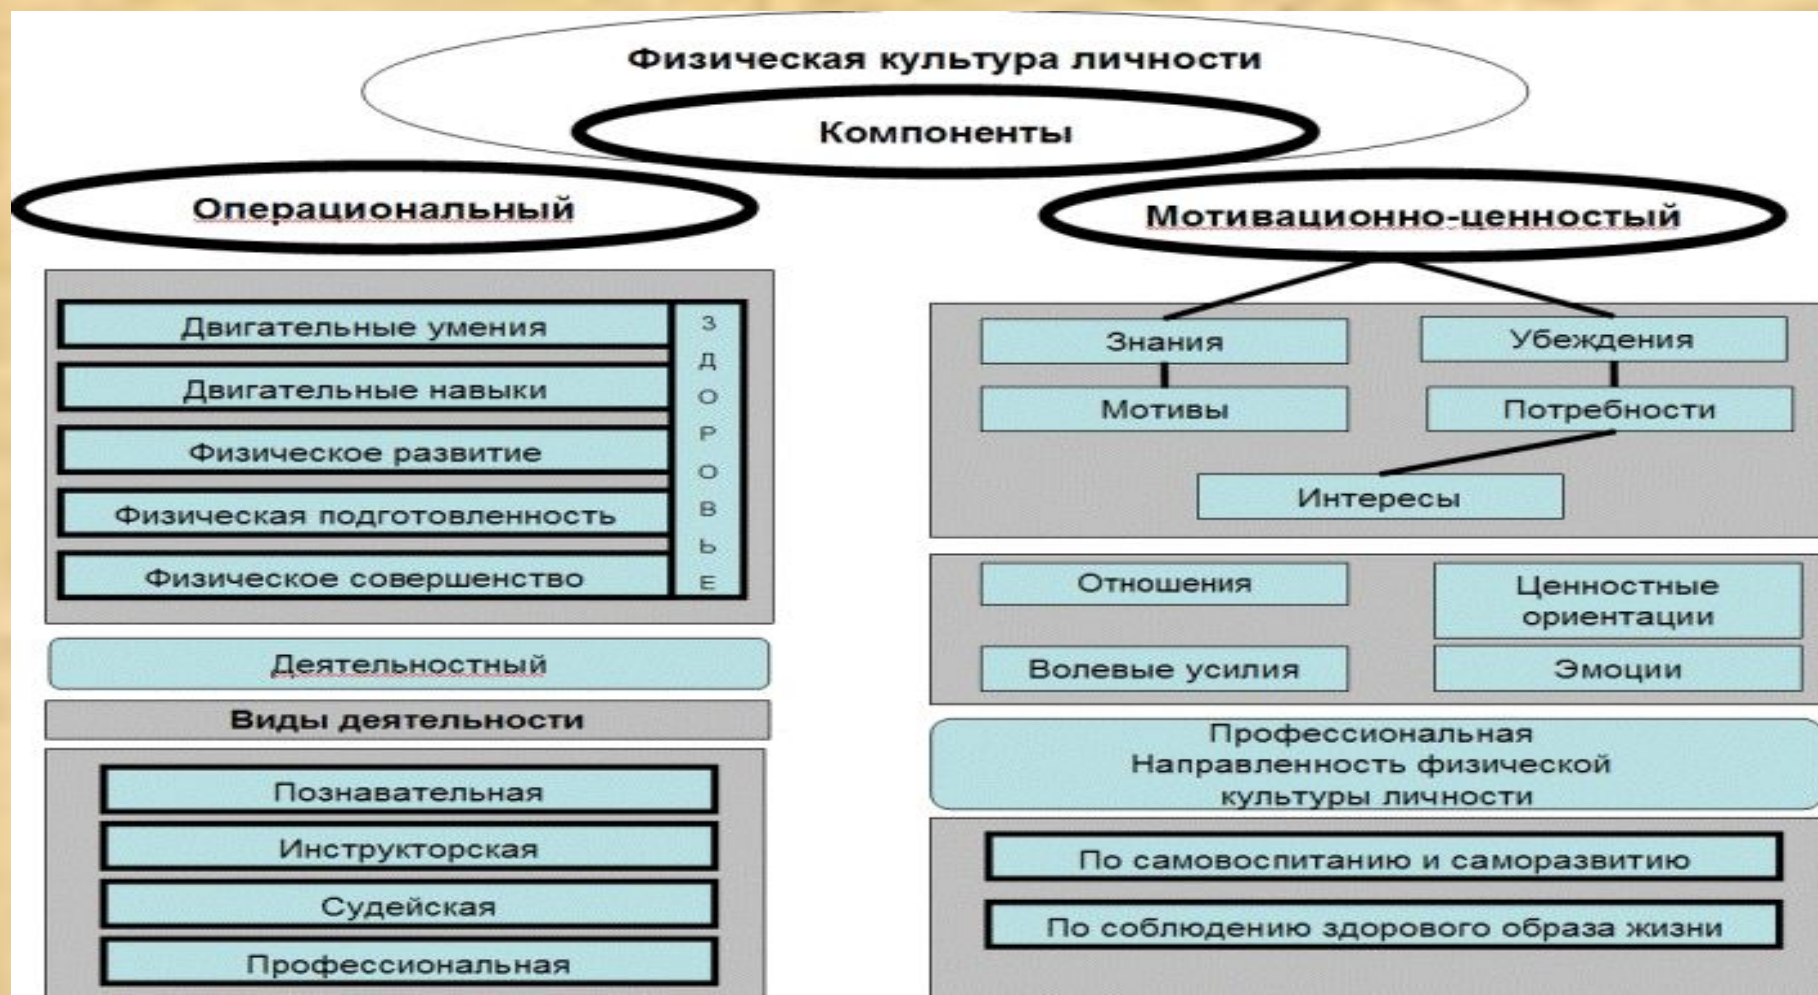 Физическая культура личности
Компоненты
Операциональный
Мотивационно-ценностый
Двигательные умения
Двигательные навыки
Физическое развитие
Физическая подготовленность
Физическое совершенство
З
Д
О
Р
О
В
Ь
Е
Деятельностный
Виды деятельности
Познавательная
Инструкторская
Судейская
Профессиональная
Знания
Убеждения
Мотивы
Потребности
Интересы
Отношения
Ценностные
ориентации
Волевые усилия
Эмоции
Профессиональная
Направленность физической
культуры личности
По самовоспитанию и саморазвитию
По соблюдению здорового образа жизни